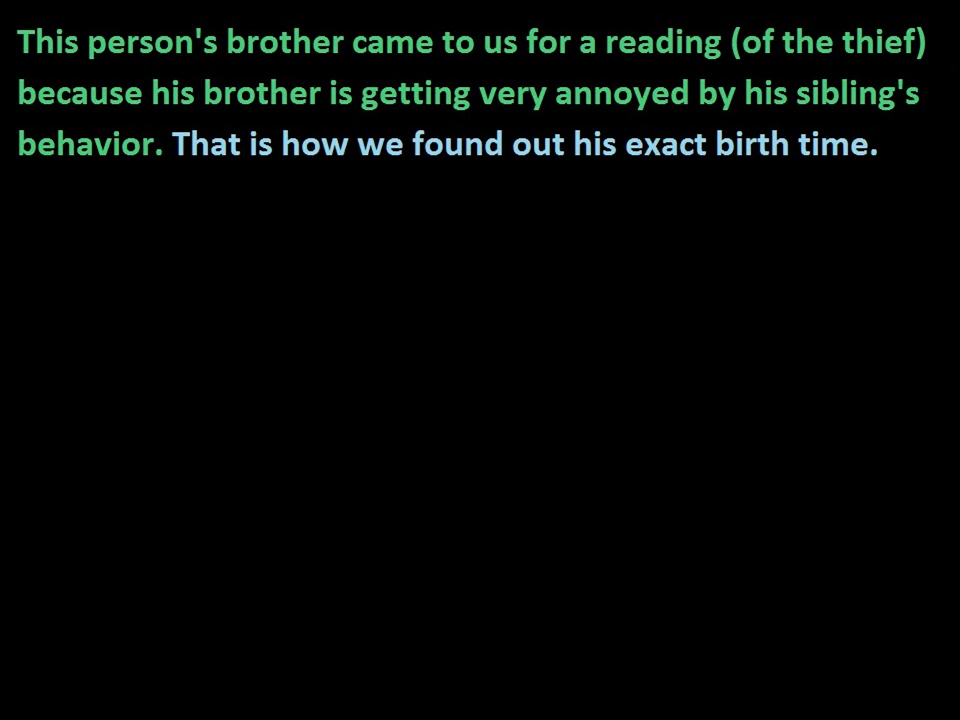 This person's brother came to us for a reading (of the thief)
because his brother is getting very annoyed by his sibling's
behavior. That is how we found out his exact birth time.